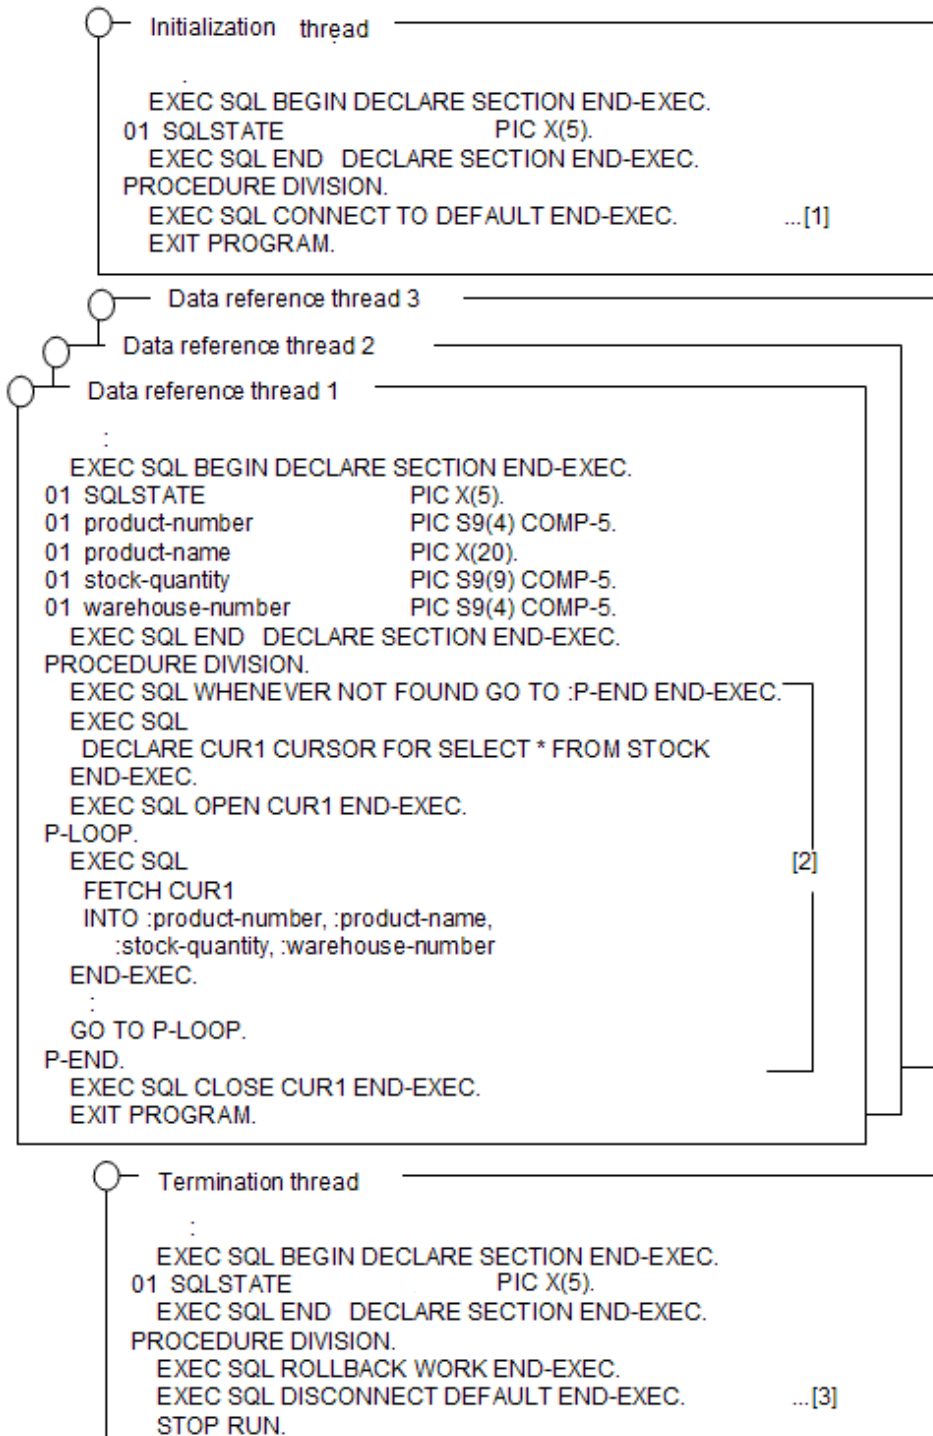 Initialization thread
:
EXEC SQL BEGIN DECLARE SECTION END-EXEC.
01 SQLSTATE PIC X(5).
EXEC SQL END DECLARE SECTION END-EXEC.
PROCEDURE DIVISION.
EXEC SQL CONNECT TO DEFAULT END-EXEC. ...[1]
EXIT PROGRAM.
Data reference thread 3
Data reference thread 2
Data reference thread 1
:
EXEC SQL BEGIN DECLARE SECTION END-EXEC.
01 SQLSTATE PIC X(5).
01 product-number PIC S9(4) COMP-5.
01 product-name PIC X(20).
01 stock-quantity PIC S9(9) COMP-5.
01 warehouse-number PIC S9(4) COMP-5.
EXEC SQL END DECLARE SECTION END-EXEC.
PROCEDURE DIVISION.
EXEC SQL WHENEVER NOT FOUND GO TO :P-END END-EXEC.
EXEC SQL
DECLARE CUR1 CURSOR FOR SELECT * FROM STOCK
END-EXEC.
EXEC SQL OPEN CUR1 END-EXEC.
P-LOOP.
EXEC SQL [2]
FETCH CUR1
INTO :product-number, :product-name,
:stock-quantity, :warehouse-number
END-EXEC.
:
GO TO P-LOOP.
P-END.
EXEC SQL CLOSE CUR1 END-EXEC.
EXIT PROGRAM.
Termination thread
:
EXEC SQL BEGIN DECLARE SECTION END-EXEC.
01 SQLSTATE PIC X(5).
EXEC SQL END DECLARE SECTION END-EXEC.
PROCEDURE DIVISION.
EXEC SQL ROLLBACK WORK END-EXEC.
EXEC SQL DISCONNECT DEFAULT END-EXEC. ...[3]
STOP RUN.